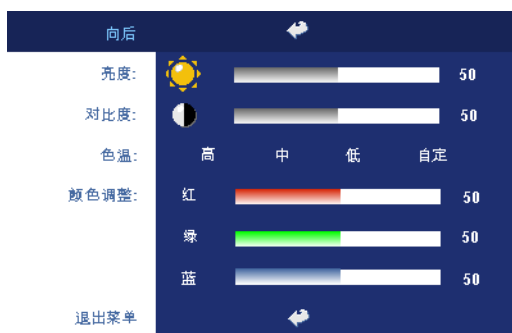 向后
亮度: 50
对比度: 50
色温: 高 中 低 自定
颜色调整: 红 50
绿 50
蓝 50
退出菜单